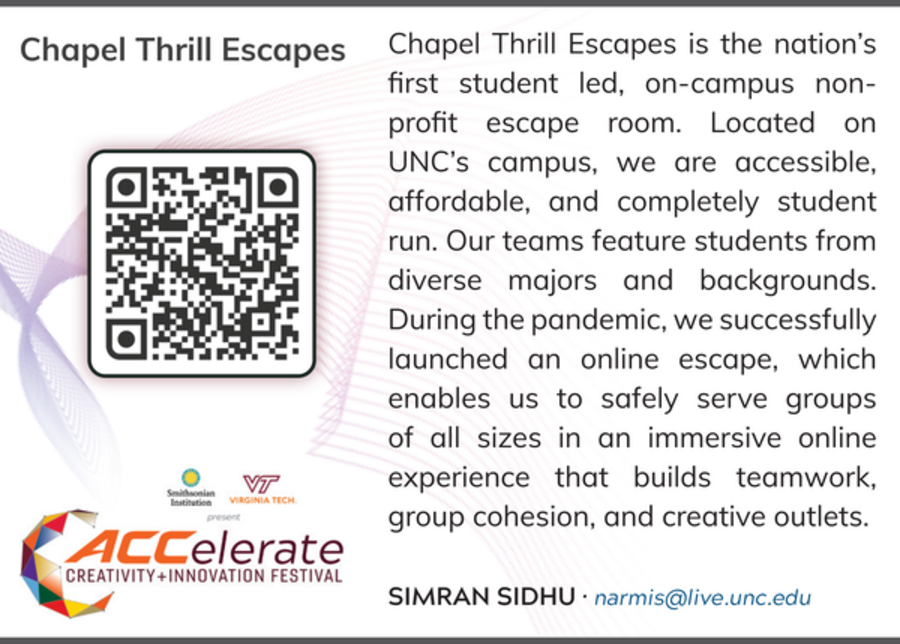 Chapel Thrill Escapes
Chapel Thrill Escapes is the nation's
first student led, on-campus non-
profit escape room. Located on
UNC's campus, we are accessible,
affordable, and completely student
run. Our teams feature students from
diverse majors and backgrounds.
During the pandemic, we successfully
launched an online escape, which
enables us to safely serve groups
of all sizes in an immersive online
experience that builds teamwork,
group cohesion, and creative outlets.
SIMRAN SIDHU · narmis@live.unc.edu
Smithsonian
Institution
VT
VIRGINIA TECH.
present
ACCelerate
CREATIVITY+INNOVATION FESTIVAL